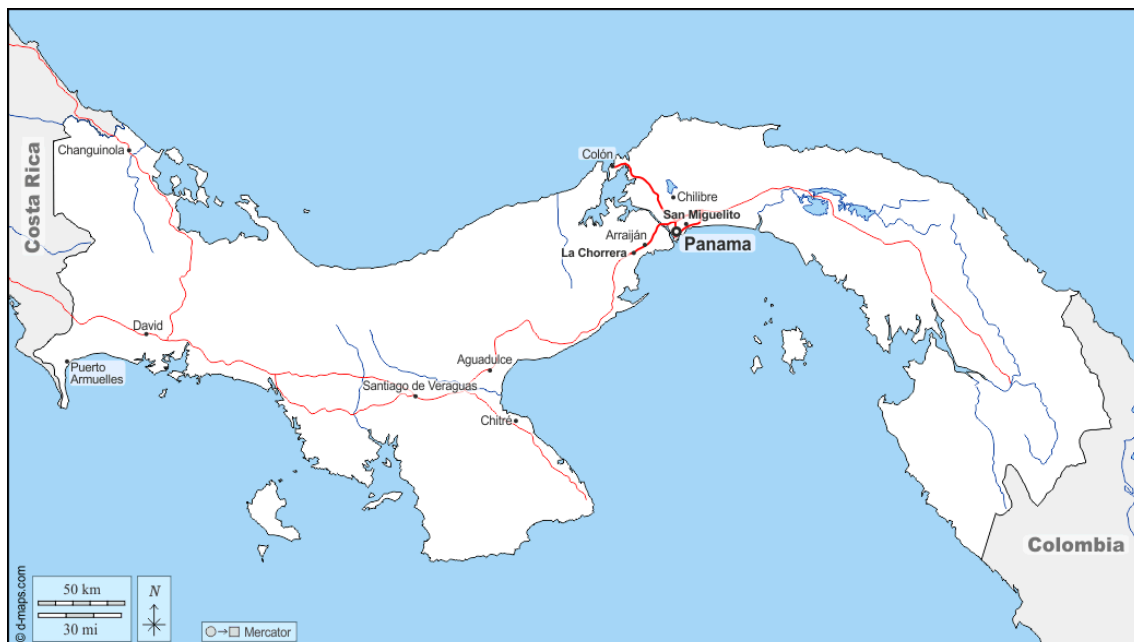 Costa Rica
Changuinola
Colón
Chilibre
San Miguelito
Arraiján
Panama
La Chorrera
David
Puerto
Armuelles
Aguadulce
Santiago de Veraguas
Chitré
Colombia
© d-maps.com
50 km
30 mi
N
Mercator